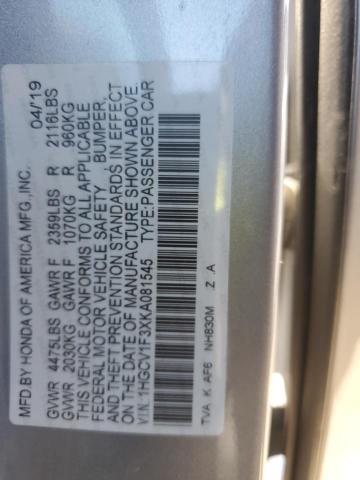 MFD.BY HONDA OF AMERICA MFG.,INC. 04/19
GVWR 4475LBS GAWR F 2359LBS R 2116LBS
GVWR 2030KG GAWR F 1070KG R 960KG
THIS VEHICLE CONFORMS TO ALL APPLICABLE
FEDERAL MOTOR VEHICLE SAFETY, BUMPER,
AND THEFT PREVENTION STANDARDS IN EFFECT
ON THE DATE OF MANUFACTURE SHOWN ABOVE.
V.I.N.:1HGCV1F3XKA081545 TYPE:PASSENGER CAR
TVA K AF6 NH830M Z .A